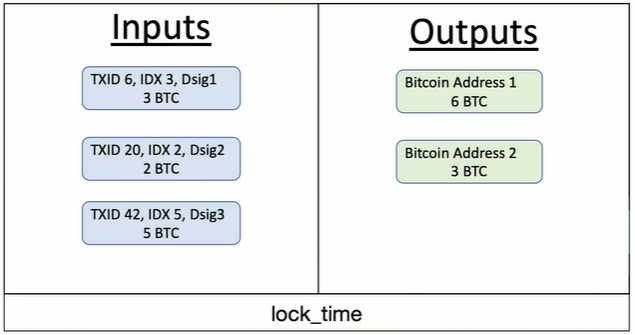 Inputs
TXID 6, IDX 3, Dsig1
3 BTC
TXID 20, IDX 2, Dsig2
2 BTC
TXID 42, IDX 5, Dsig3
5 BTC
Outputs
Bitcoin Address 1
6 BTC
Bitcoin Address 2
3 BTC
lock_time